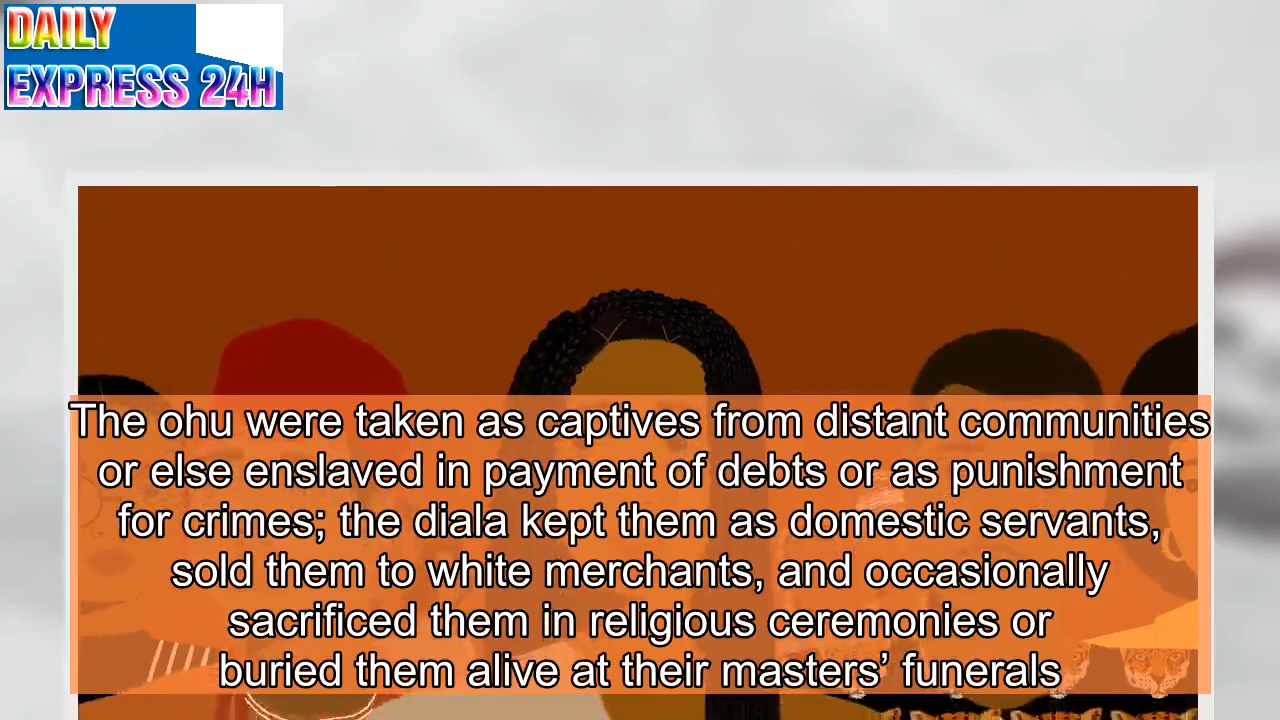 DAILY
EXPRESS 24H
The ohu were taken as captives from distant communities
or else enslaved in payment of debts or as punishment
for crimes; the diala kept them as domestic servants,
sold them to white merchants, and occasionally
sacrificed them in religious ceremonies or
buried them alive at their masters’ funerals